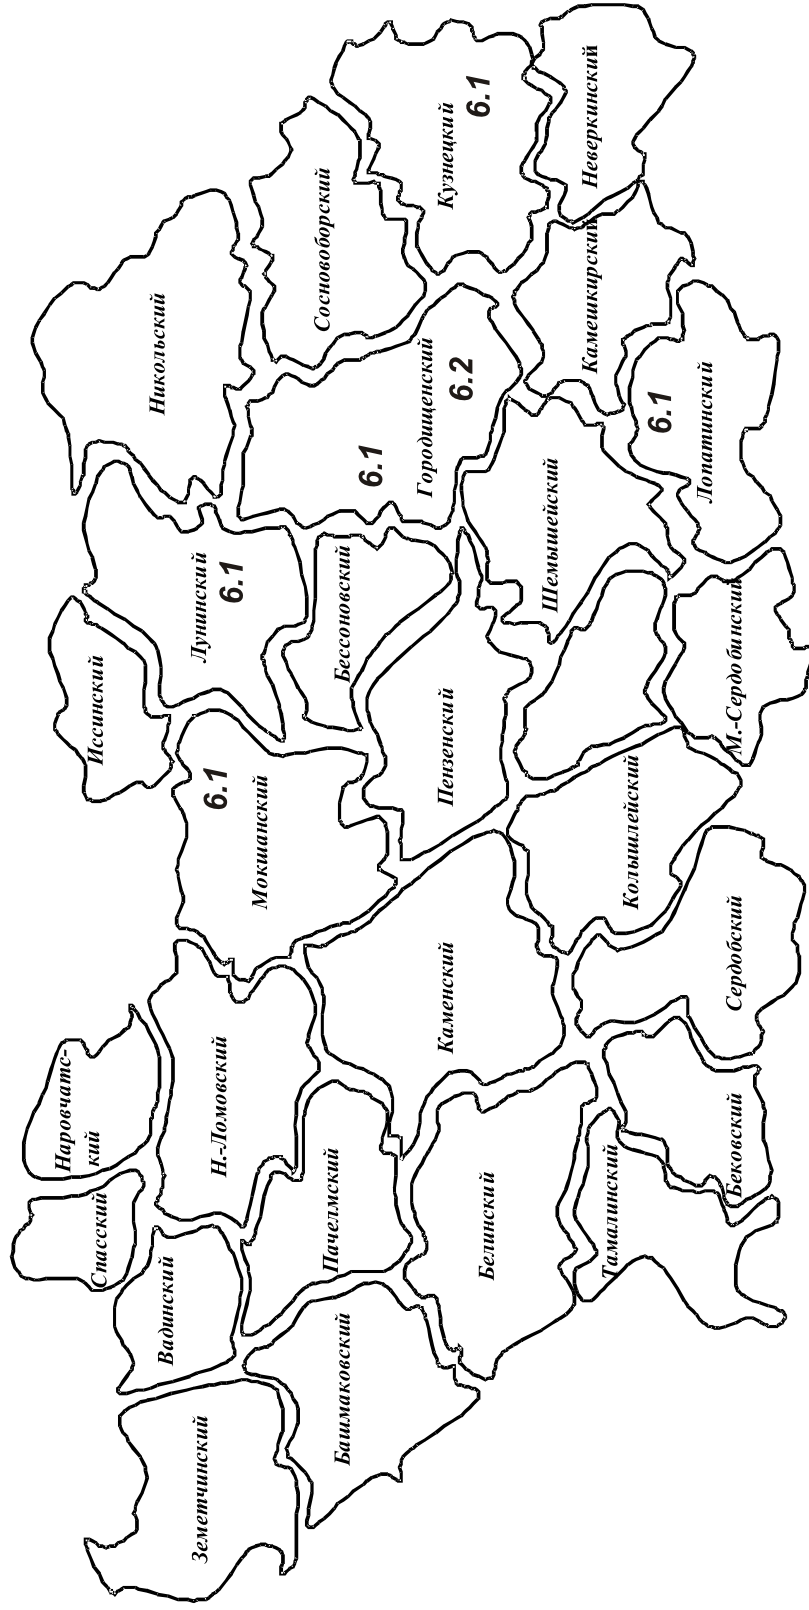 Наровчатс-
кий
Спасский
Земетчинский
Вадинский
Н.-Ломовский
Иссинский
Мокшанский
6.1
Лунинский
6.1
Никольский
Башмаковский
Пачелмский
Бессоновский
Городищенский
6.1
6.2
Сосновоборский
Белинский
Каменский
Пензенский
Кузнецкий
6.1
Шемышейский
Тамалинский
Колышлейский
Камешкирский
Неверкинский
Бековский
Сердобский
М.-Сердобинский
Лопатинский
6.1